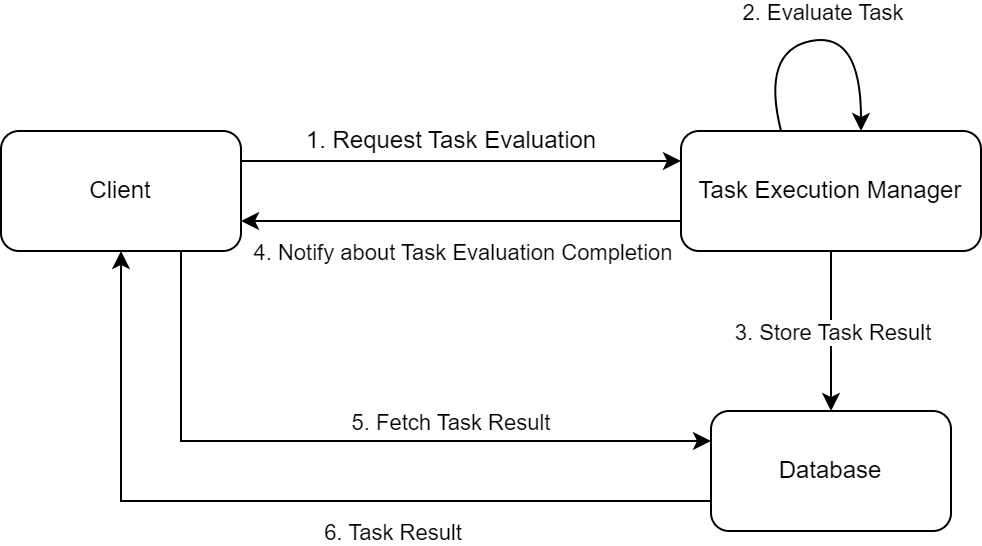 2. Evaluate Task
1. Request Task Evaluation
Client
Task Execution Manager
4. Notify about Task Evaluation Completion
3. Store Task Result
5. Fetch Task Result
Database
6. Task Result